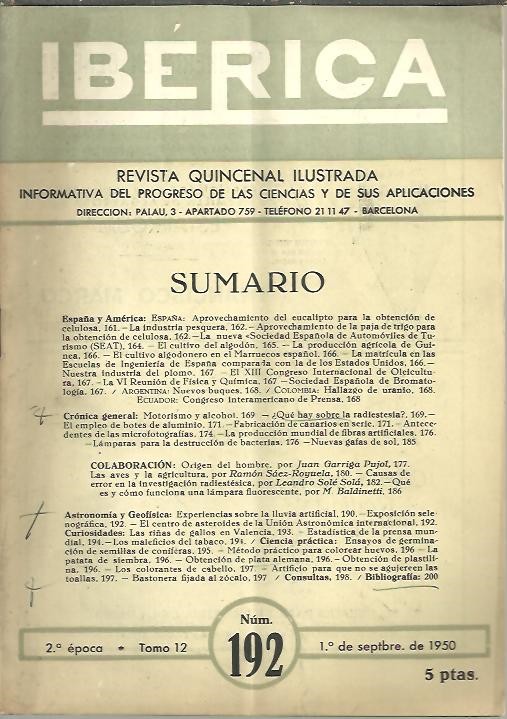 IBÉRICA
REVISTA QUINCENAL ILUSTRADA
INFORMATIVA DEL PROGRESO DE LAS CIENCIAS Y DE SUS APLICACIONES
DIRECCION: PALAU, 3 - APARTADO 759 - TELÉFONO 21 11 47 - BARCELONA
SUMARIO
España y América: ESPAÑA: Aprovechamiento del eucalipto para la obtención de
celulosa, 161. — La industria pesquera, 162. — Aprovechamiento de la paja de trigo para
la obtención de celulosa, 162. — La nueva «Sociedad Española de Automóviles de Tu-
rismo (SEAT), 164. — El cultivo del algodón, 165. — La producción agrícola de Gui-
nea, 166. — El cultivo algodonero en el Marruecos español, 166. — La matrícula en las
Escuelas de Ingeniería de España comparada con la de los Estados Unidos, 166. —
Nuestra industria del plomo, 167 — El XIII Congreso Internacional de Oleicultu-
ra, 167. — La VI Reunión de Física y Química, 167 — Sociedad Española de Bromato-
logía, 167. / ARGENTINA: Nuevos buques, 168. / COLOMBIA: Hallazgo de uranio, 168.
ECUADOR: Congreso interamericano de Prensa, 168
Crónica general: Motorismo y alcohol, 169 — ¿Qué hay sobre la radiestesia?, 169. —
El empleo de botes de aluminio, 171. — Fabricación de canarios en serie, 171. — Antece-
dentes de las microfotografías, 174. — La producción mundial de fibras artificiales, 176.
— Lámparas para la destrucción de bacterias, 176 — Nuevas gafas de sol, 185
COLABORACIÓN: Origen del hombre, por Juan Garriga Pujol, 177.
Las aves y la agricultura, por Ramón Sáez-Royuela, 180. — Causas de
error en la investigación radiestésica, por Leandro Solé Solá, 182. — Qué
es y cómo funciona una lámpara fluorescente, por M. Baldinetti, 186
Astronomía y Geofísica: Experiencias sobre la lluvia artificial, 190. — Exposición sele-
nográfica, 192. — El centro de asteroides de la Unión Astronómica internacional, 192.
Curiosidades: Las riñas de gallos en Valencia, 193. — Estadística de la prensa mun-
dial, 194. — Los maleficios del tabaco, 194. / Ciencia práctica: Ensayos de germina-
ción de semillas de coníferas, 195. — Método práctico para colorear huevos, 196 — La
patata de siembra, 196. — Obtención de plata alemana, 196. — Obtención de plastili-
na, 196. — Los colorantes de cabello, 197. — Artificio para que no se agujereen las
toallas, 197. — Bastonera fijada al zócalo, 197 / Consultas, 198. / Bibliografía: 200
Núm.
2.ª época * Tomo 12
192
1.º de septbre. de 1950
5 ptas.